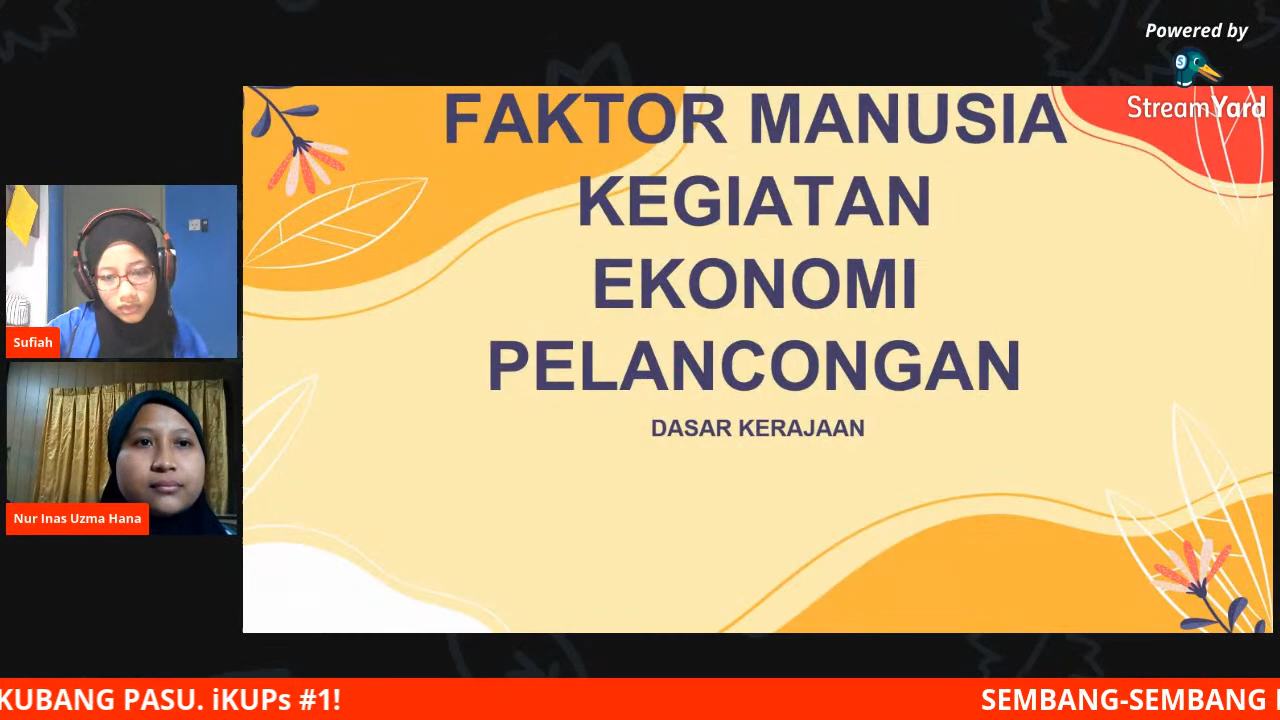 Powered by
StreamYard
FAKTOR MANUSIA
KEGIATAN
EKONOMI
PELANCONGAN
DASAR KERAJAAN
Sufiah
Nur Inas Uzma Hana
KUBANG PASU. iKUPs #1!
SEMBANG-SEMBANG